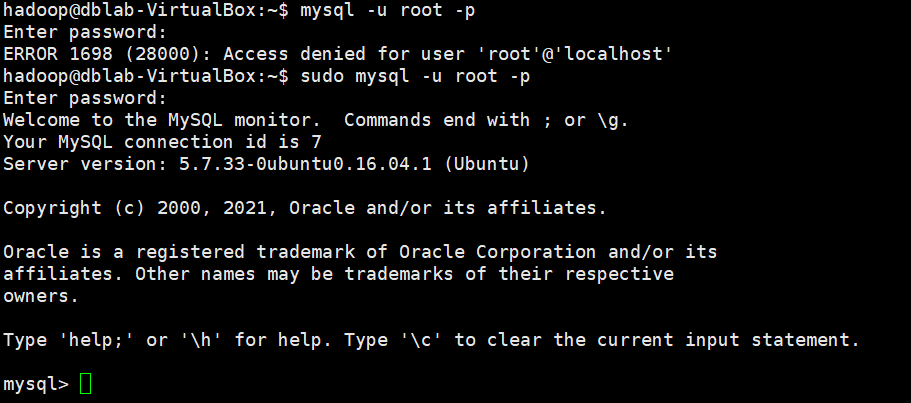 hadoop@dblab-VirtualBox:~$ mysql -u root -p
Enter password:
ERROR 1698 (28000): Access denied for user 'root'@'localhost'
hadoop@dblab-VirtualBox:~$ sudo mysql -u root -p
Enter password:
Welcome to the MySQL monitor.  Commands end with ; or \g.
Your MySQL connection id is 7
Server version: 5.7.33-0ubuntu0.16.04.1 (Ubuntu)
Copyright (c) 2000, 2021, Oracle and/or its affiliates.
Oracle is a registered trademark of Oracle Corporation and/or its
affiliates. Other names may be trademarks of their respective
owners.
Type 'help;' or '\h' for help. Type '\c' to clear the current input statement.
mysql>